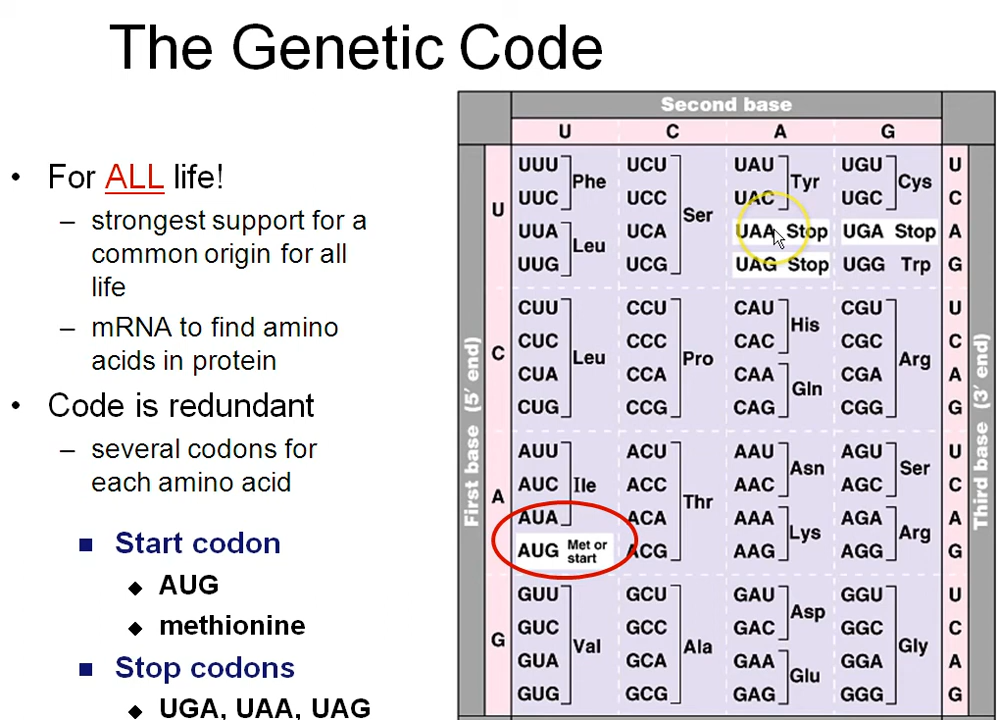 The Genetic Code
• For ALL life!
– strongest support for a
common origin for all
life
– mRNA to find amino
acids in protein
• Code is redundant
– several codons for
each amino acid
■ Start codon
◆ AUG
◆ methionine
■ Stop codons
◆ UGA, UAA, UAG
Second base
U C A G
First base (5′ end)
Third base (3′ end)
U
UUU UCU UAU UGU U
Phe Tyr Cys
UUC UCC UAC UGC C
Ser
UUA UCA UAA Stop UGA Stop A
Leu
UUG UCG UAG Stop UGG Trp G
CUU CCU CAU CGU U
His
CUC CCC CAC CGC C
C Leu Pro Arg
CUA CCA CAA CGA A
Gln
CUG CCG CAG CGG G
AUU ACU AAU AGU U
Asn Ser
AUC Ile ACC AAC AGC C
A Thr
AUA ACA AAA AGA A
Lys Arg
AUG Met or start ACG AAG AGG G
GUU GCU GAU GGU U
Asp
GUC GCC GAC GGC C
G Val Ala Gly
GUA GCA GAA GGA A
Glu
GUG GCG GAG GGG G